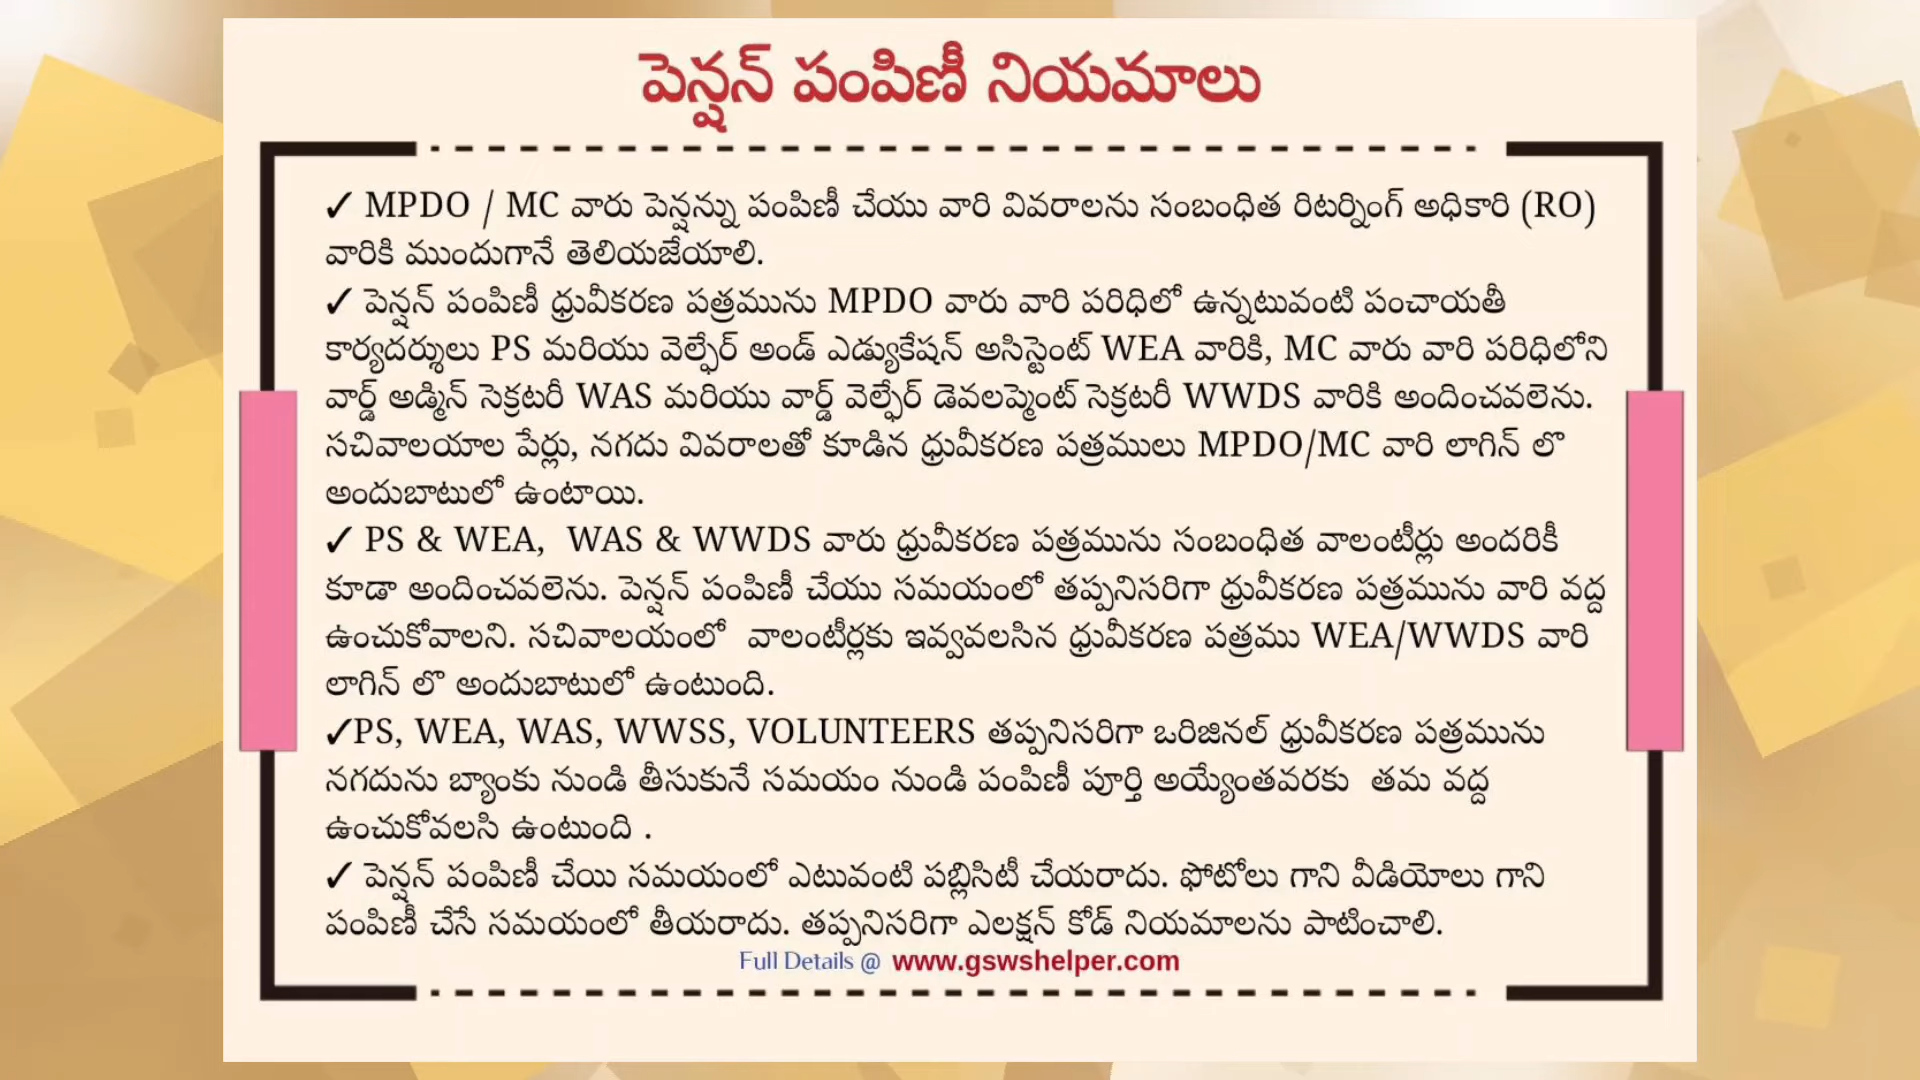 పెన్షన్ పంపిణీ నియమాలు
✓ MPDO / MC వారు పెన్షన్ను పంపిణీ చేయు వారి వివరాలను సంబంధిత రిటర్నింగ్ అధికారి (RO)
వారికి ముందుగానే తెలియజేయాలి.
✓ పెన్షన్ పంపిణీ ధ్రువీకరణ పత్రమును MPDO వారు వారి పరిధిలో ఉన్నటువంటి పంచాయతీ
కార్యదర్శులు PS మరియు వెల్ఫేర్ అండ్ ఎడ్యుకేషన్ అసిస్టెంట్ WEA వారికి, MC వారు వారి పరిధిలోని
వార్డ్ అడ్మిన్ సెక్రటరీ WAS మరియు వార్డ్ వెల్ఫేర్ డెవలప్మెంట్ సెక్రటరీ WWDS వారికి అందించవలెను.
సచివాలయాల పేర్లు, నగదు వివరాలతో కూడిన ధ్రువీకరణ పత్రములు MPDO/MC వారి లాగిన్ లొ
అందుబాటులో ఉంటాయి.
✓ PS & WEA,  WAS & WWDS వారు ధ్రువీకరణ పత్రమును సంబంధిత వాలంటీర్లు అందరికీ
కూడా అందించవలెను. పెన్షన్ పంపిణీ చేయు సమయంలో తప్పనిసరిగా ధ్రువీకరణ పత్రమును వారి వద్ద
ఉంచుకోవాలని. సచివాలయంలో  వాలంటీర్లకు ఇవ్వవలసిన ధ్రువీకరణ పత్రము WEA/WWDS వారి
లాగిన్ లొ అందుబాటులో ఉంటుంది.
✓PS, WEA, WAS, WWSS, VOLUNTEERS తప్పనిసరిగా ఒరిజినల్ ధ్రువీకరణ పత్రమును
నగదును బ్యాంకు నుండి తీసుకునే సమయం నుండి పంపిణీ పూర్తి అయ్యేంతవరకు  తమ వద్ద
ఉంచుకోవలసి ఉంటుంది .
✓ పెన్షన్ పంపిణీ చేయి సమయంలో ఎటువంటి పబ్లిసిటీ చేయరాదు. ఫోటోలు గాని వీడియోలు గాని
పంపిణీ చేసే సమయంలో తీయరాదు. తప్పనిసరిగా ఎలక్షన్ కోడ్ నియమాలను పాటించాలి.
Full Details @ www.gswshelper.com